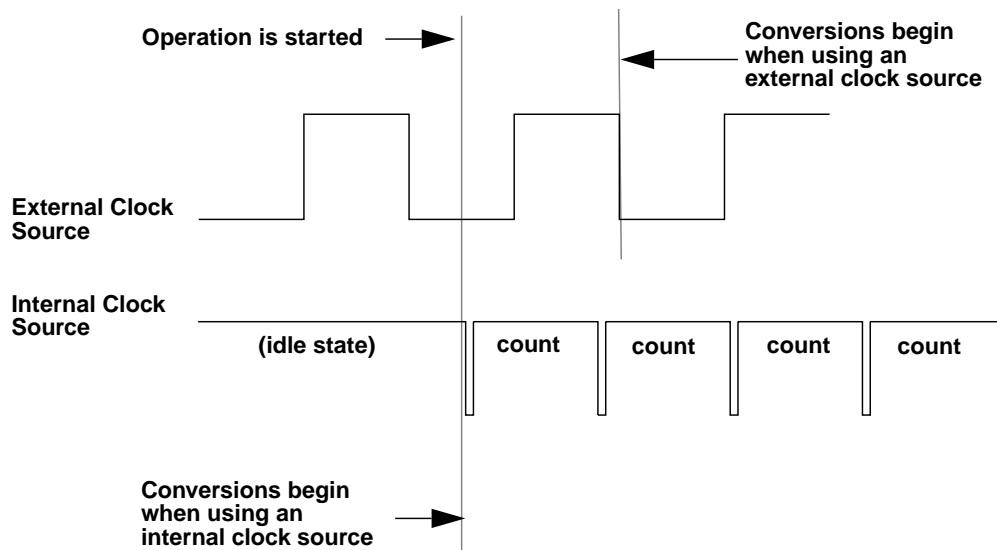 Operation is started
Conversions begin
when using an
external clock source
External Clock
Source
Internal Clock
Source
(idle state)
count
count
count
count
Conversions begin
when using an
internal clock source